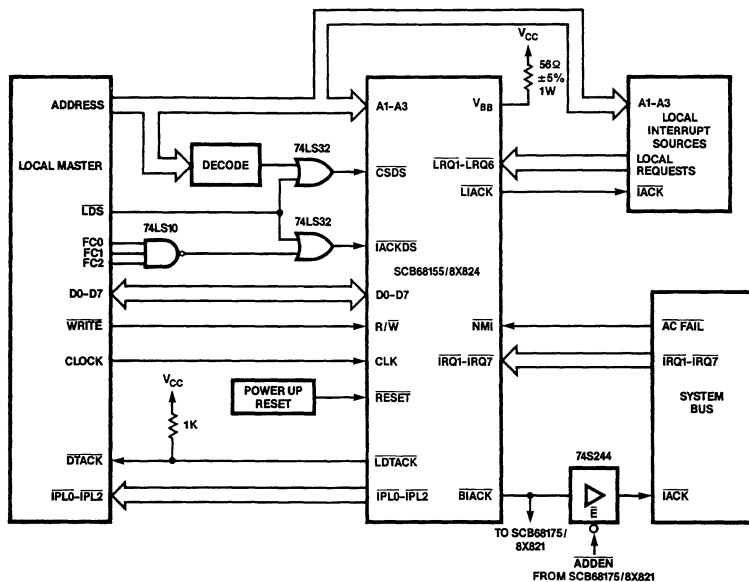 VCC
56Ω
±5%
1W
ADDRESS
A1-A3
VBB
A1-A3
LOCAL
INTERRUPT
SOURCES
LOCAL MASTER
DECODE
74LS32
CSDS
LRQ1-LRQ6
LOCAL
REQUESTS
LIACK
IACK
LDS
74LS32
74LS10
FC0
FC1
FC2
IACKDS
SCB68155/8X824
D0-D7
D0-D7
WRITE
R/W
NMI
AC FAIL
CLOCK
CLK
IRQ1-IRQ7
IRQ1-IRQ7
VCC
POWER UP
RESET
RESET
SYSTEM
BUS
1K
DTACK
LDTACK
74S244
IPL0-IPL2
IPL0-IPL2
BIACK
IACK
E
TO SCB68175/
8X821
ADDEN
FROM SCB68175/8X821